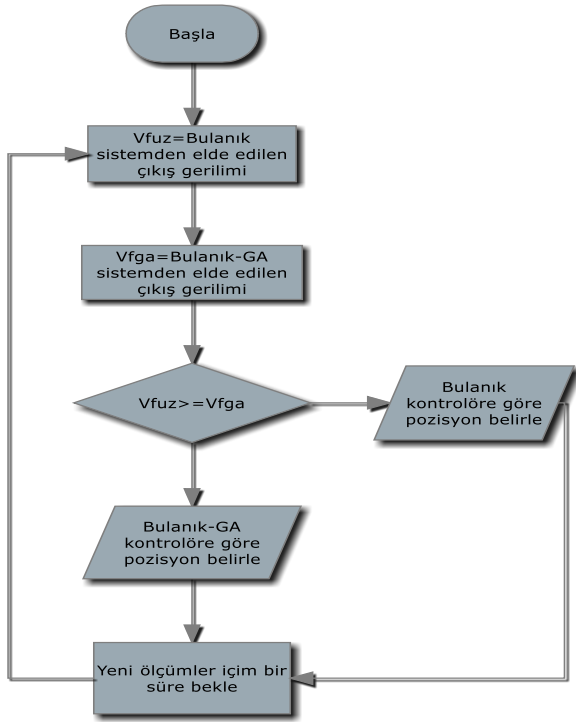 Başla
Vfuz=Bulanık
sistemden elde edilen
çıkış gerilimi
Vfga=Bulanık-GA
sistemden elde edilen
çıkış gerilimi
Vfuz>=Vfga
Bulanık
kontrolöre göre
pozisyon belirle
Bulanık-GA
kontrolöre göre
pozisyon belirle
Yeni ölçümler içim bir
süre bekle